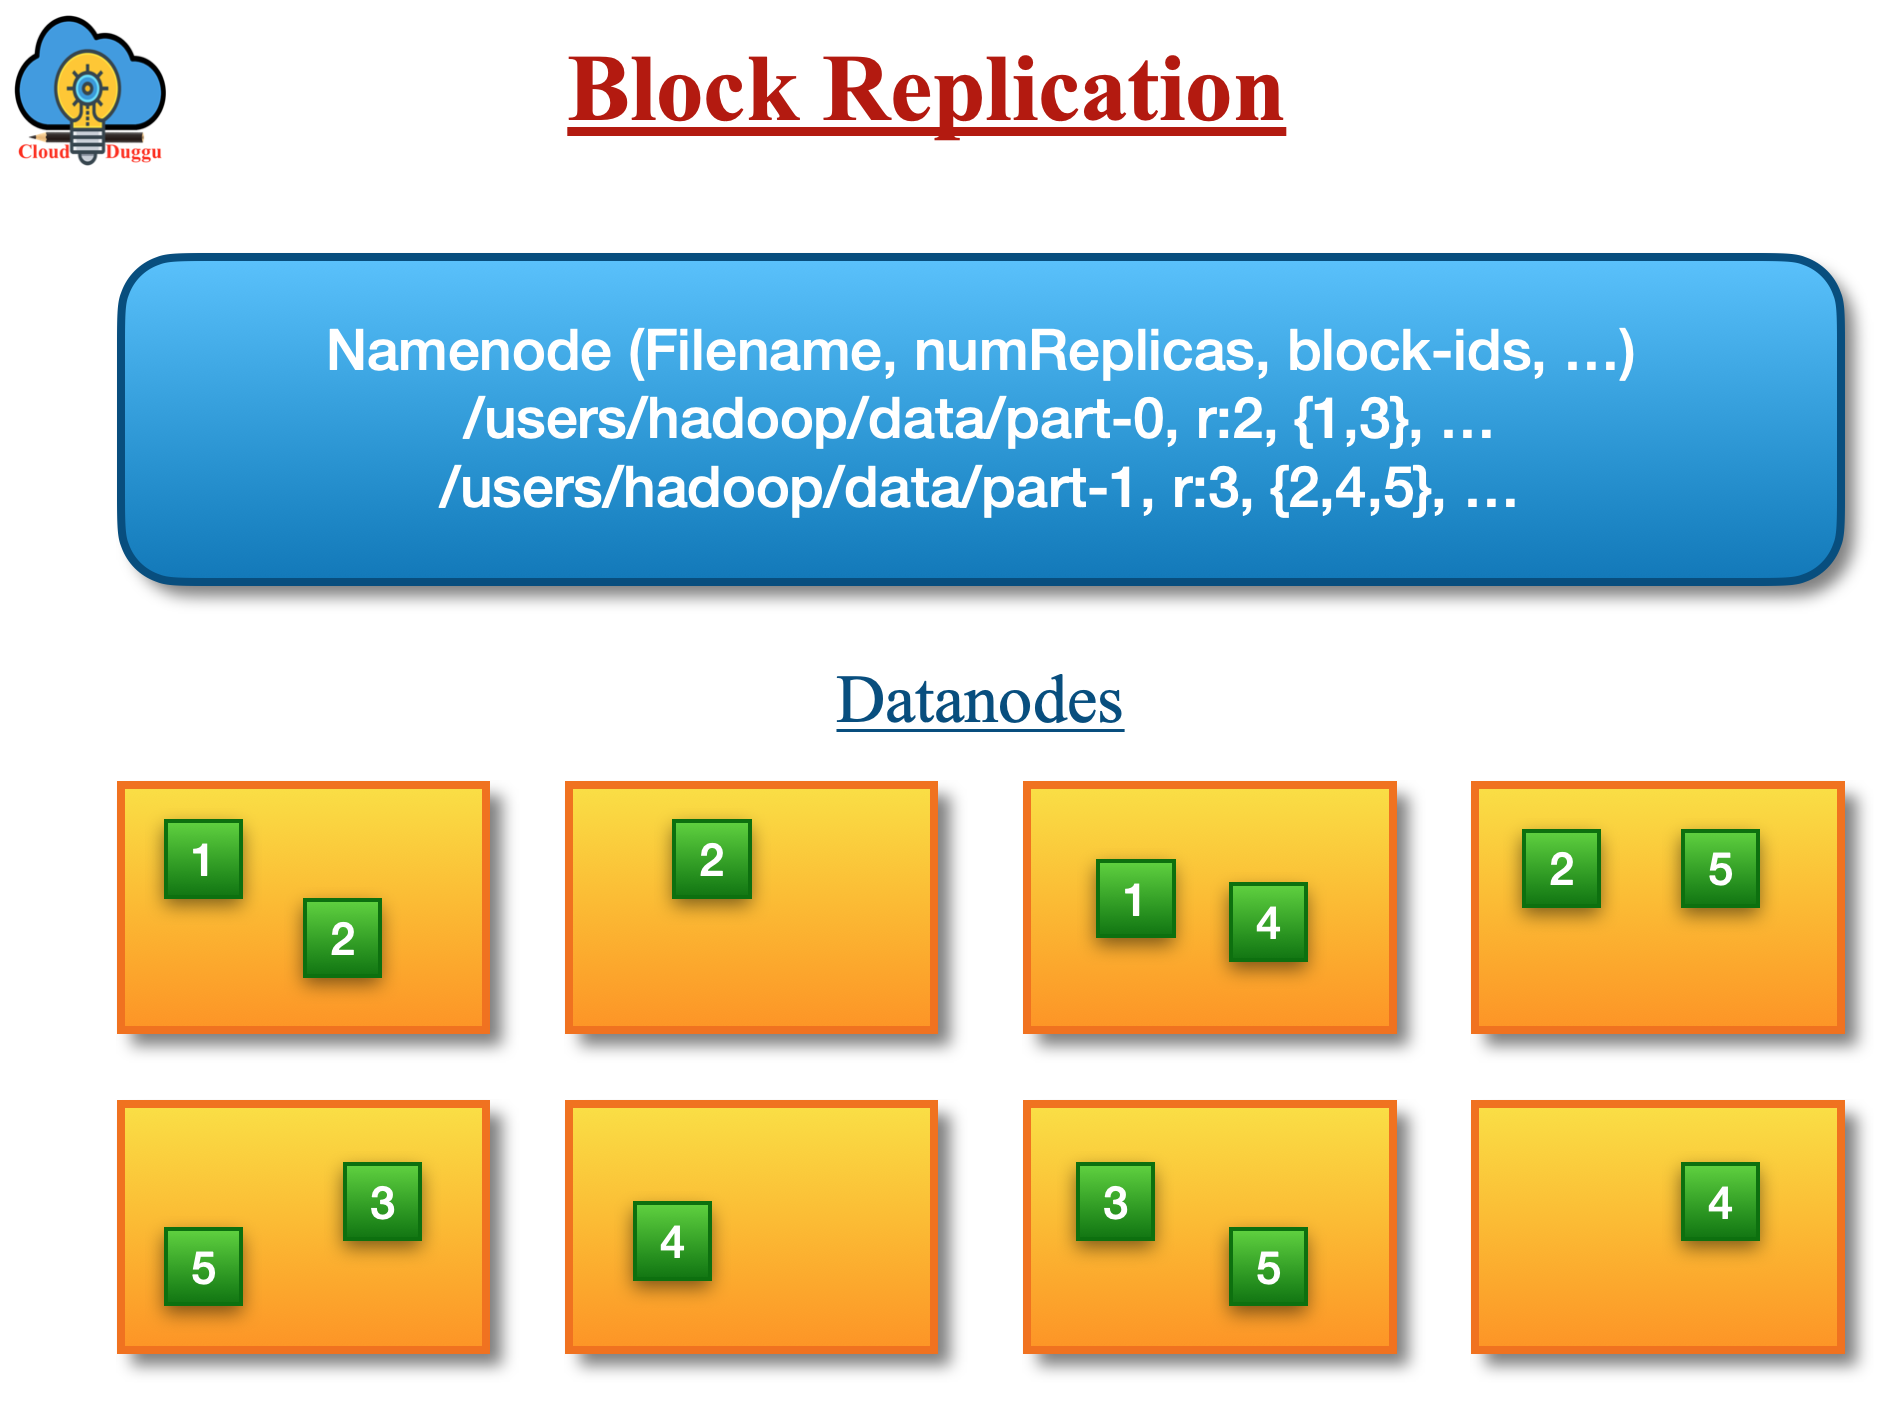 Cloud Duggu
Block Replication
Namenode (Filename, numReplicas, block-ids, …)
/users/hadoop/data/part-0, r:2, {1,3}, …
/users/hadoop/data/part-1, r:3, {2,4,5}, …
Datanodes
1
2
2
1
4
2
5
3
5
4
3
5
4